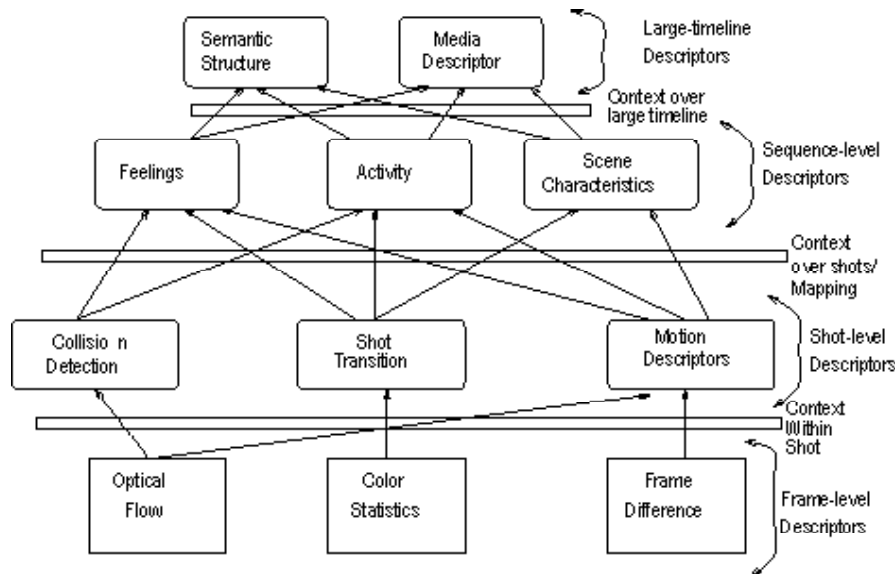 Semantic
Structure
Media
Descriptor
Large-timeline
Descriptors
Context over
large timeline
Feelings
Activity
Scene
Characteristics
Sequence-level
Descriptors
Context
over shots/
Mapping
Collisio n
Detection
Shot
Transition
Motion
Descriptors
Shot-level
Descriptors
Context
Within
Shot
Optical
Flow
Color
Statistics
Frame
Difference
Frame-level
Descriptors